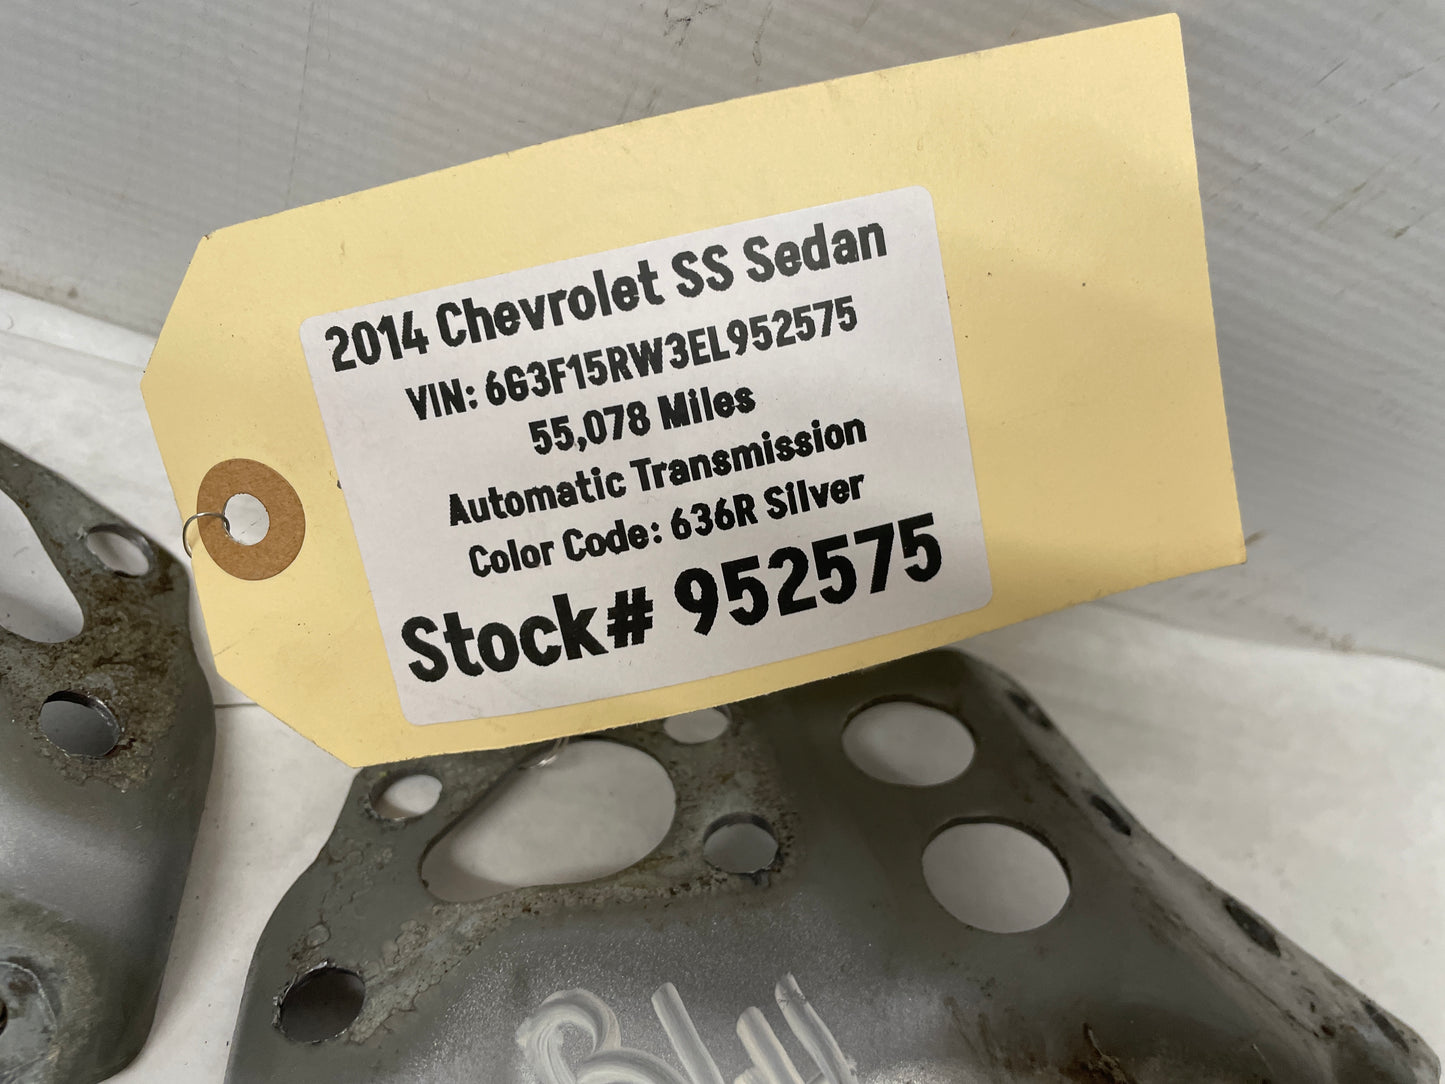 2014 Chevrolet SS Sedan
VIN: 6G3F15RW3EL952575
55,078 Miles
Automatic Transmission
Color Code: 636R Silver
Stock# 952575